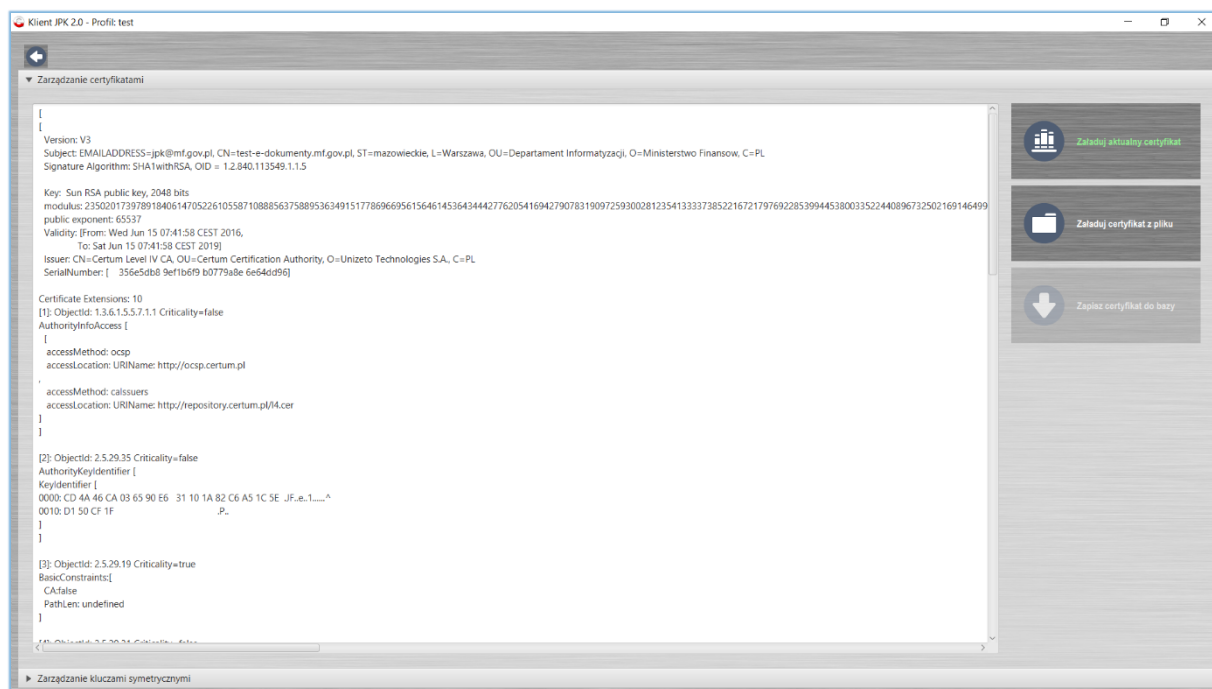 Klient JPK 2.0 - Profil: test
Zarządzanie certyfikatami
[
[
Version: V3
Subject: EMAILADDRESS=jpk@mf.gov.pl, CN=test-e-dokumenty.mf.gov.pl, ST=mazowieckie, L=Warszawa, OU=Departament Informatyzacji, O=Ministerstwo Finansow, C=PL
Signature Algorithm: SHA1withRSA, OID = 1.2.840.113549.1.1.5
Key: Sun RSA public key, 2048 bits
modulus:
public exponent: 65537
Validity: [From: Wed Jun 15 07:41:58 CEST 2016,
To: Sat Jun 15 07:41:58 CEST 2019]
Issuer: CN=Certum Level IV CA, OU=Certum Certification Authority, O=Unizeto Technologies S.A., C=PL
SerialNumber: [ 356e5db8 9ef1b6f9 b0779a8e 6e64dd96]
Certificate Extensions: 10
[1]: ObjectId: 1.3.6.1.5.5.7.1.1 Criticality=false
AuthorityInfoAccess [
[
accessMethod: ocsp
accessLocation: URIName: http://ocsp.certum.pl
,
accessMethod: caIssuers
accessLocation: URIName: http://repository.certum.pl/l4.cer
]
]
[2]: ObjectId: 2.5.29.35 Criticality=false
AuthorityKeyIdentifier [
KeyIdentifier [
0000: CD 4A 46 CA 03 65 90 E6 31 10 1A 82 C6 A5 1C 5E .JF..e..1......^
0010: D1 50 CF 1F .P..
]
]
[3]: ObjectId: 2.5.29.19 Criticality=true
BasicConstraints:[
CA:false
PathLen: undefined
]
Załaduj aktualny certyfikat
Załaduj certyfikat z pliku
Zapisz certyfikat do bazy
Zarządzanie kluczami symetrycznymi